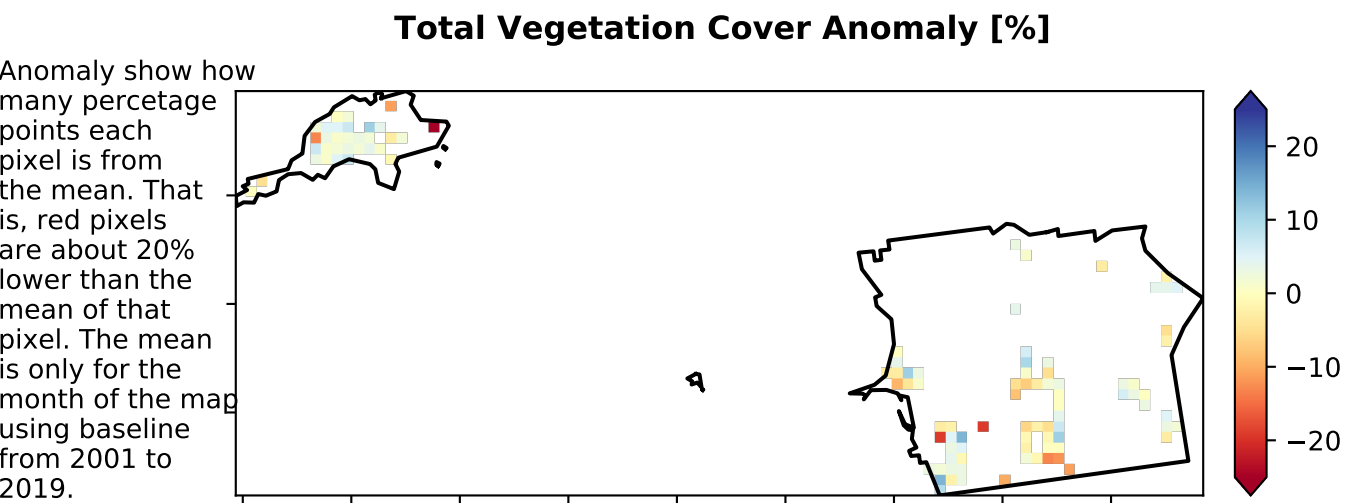 Total Vegetation Cover Anomaly [%]
Anomaly show how
many percetage
points each
pixel is from
the mean. That
is, red pixels
are about 20%
lower than the
mean of that
pixel. The mean
is only for the
month of the map
using baseline
from 2001 to
2019.
20
10
0
−10
−20